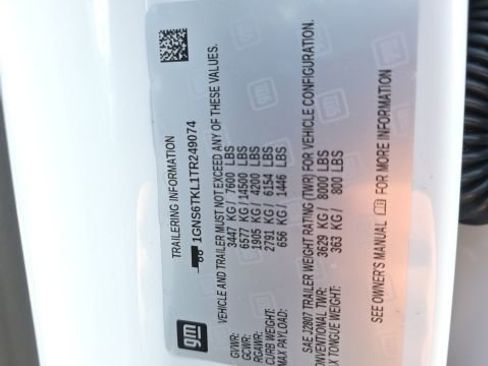 gm
TRAILERING INFORMATION
1GNS6TKL1TR249074
VEHICLE AND TRAILER MUST NOT EXCEED ANY OF THESE VALUES.
GVWR: 3447 KG/ 7600 LBS
GCWR: 6577 KG/14500 LBS
RGAWR: 1905 KG/ 4200 LBS
CURB WEIGHT: 2791 KG/ 6154 LBS
MAX PAYLOAD: 656 KG/ 1446 LBS
SAE J2807 TRAILER WEIGHT RATING (TWR) FOR VEHICLE CONFIGURATION.
ONVENTIONAL TWR: 3629 KG/ 8000 LBS
X TONGUE WEIGHT: 363 KG/ 800 LBS
SEE OWNER'S MANUAL FOR MORE INFORMATION